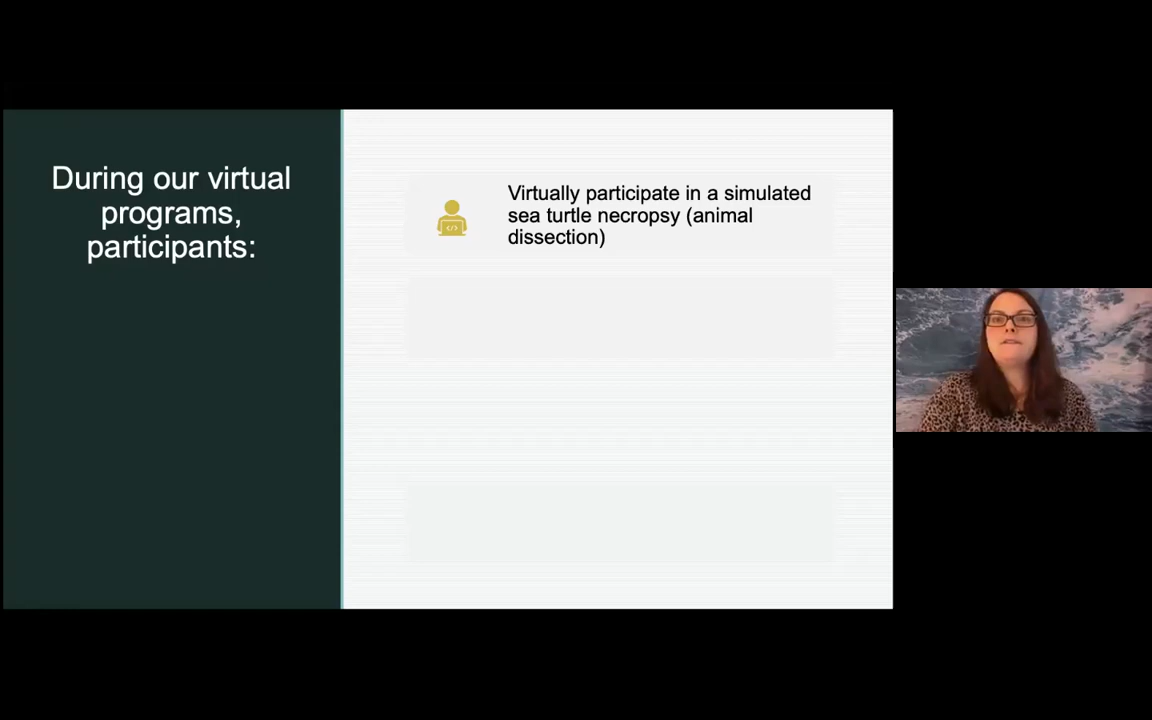 During our virtual
programs,
participants:
Virtually participate in a simulated
sea turtle necropsy (animal
dissection)